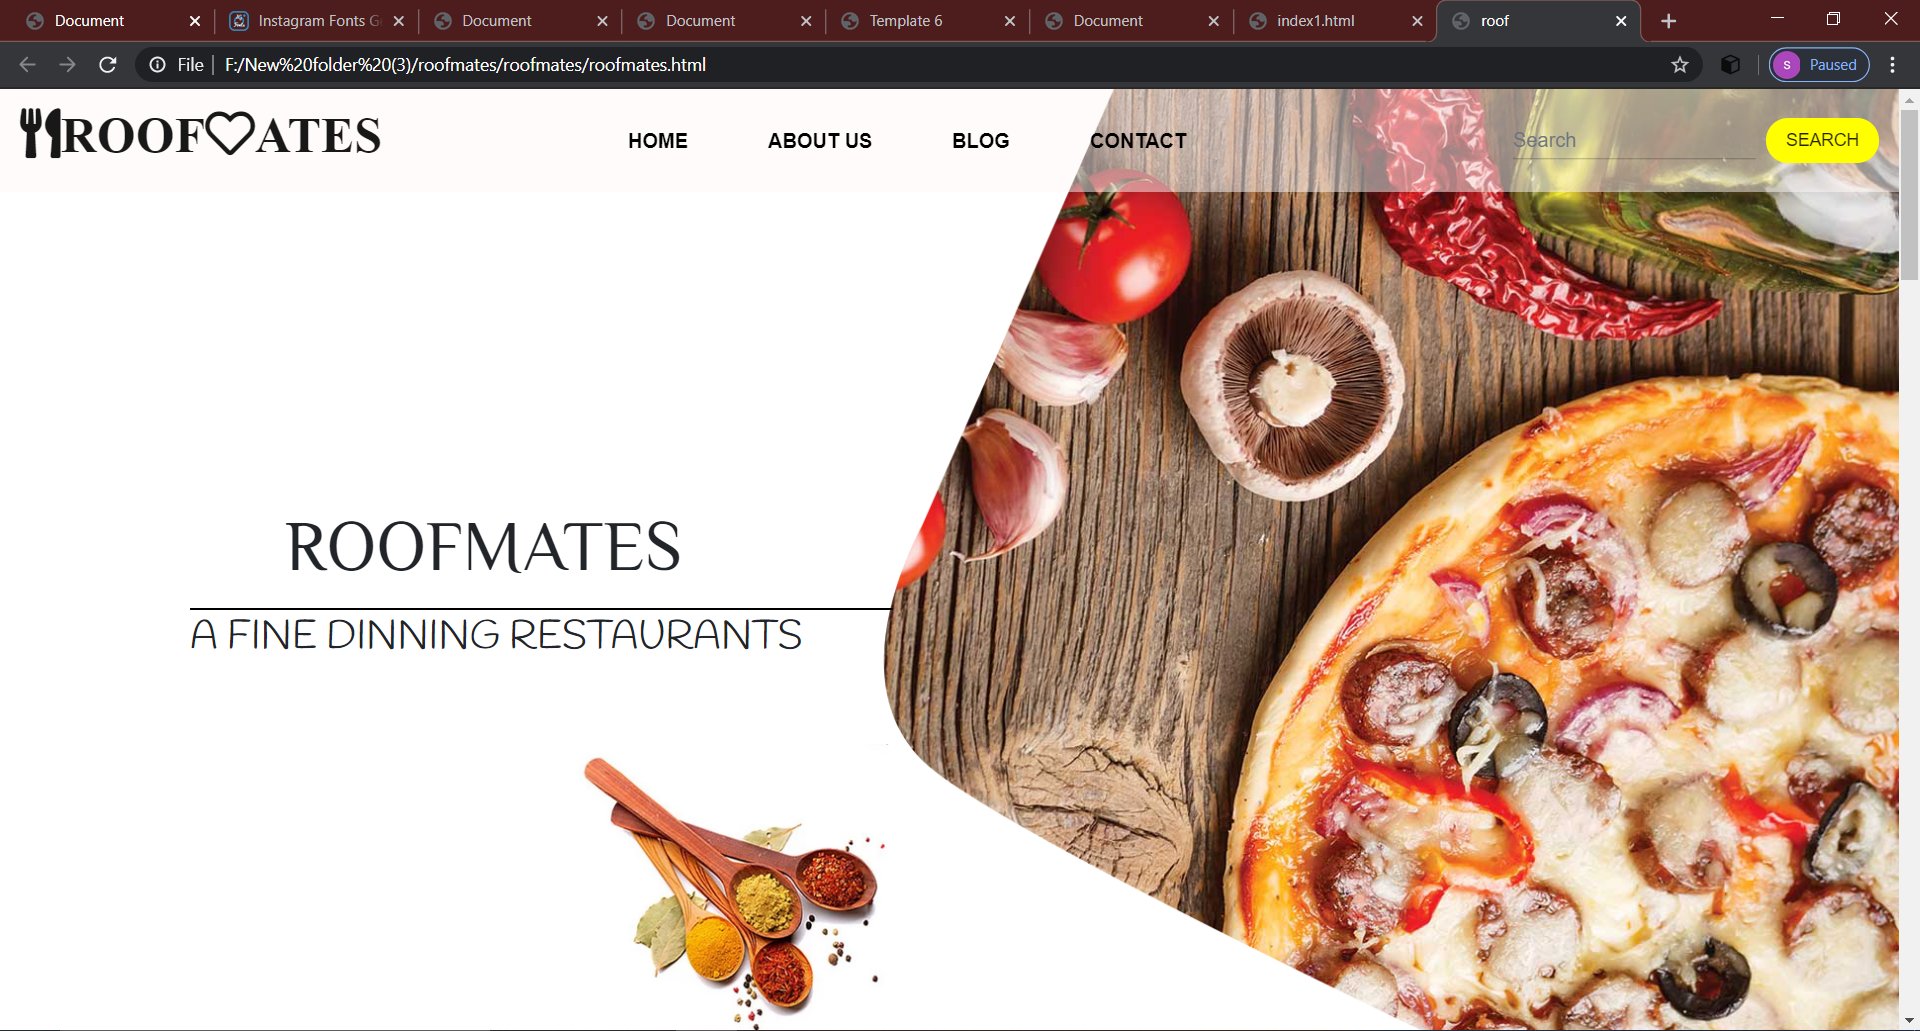 Document
Instagram Fonts G
Document
Document
Template 6
Document
index1.html
roof
File
F:/New%20folder%20(3)/roofmates/roofmates/roofmates.html
S
Paused
ROOF♡ATES
HOME
ABOUT US
BLOG
CONTACT
Search
SEARCH
ROOFMATES
A FINE DINNING RESTAURANTS